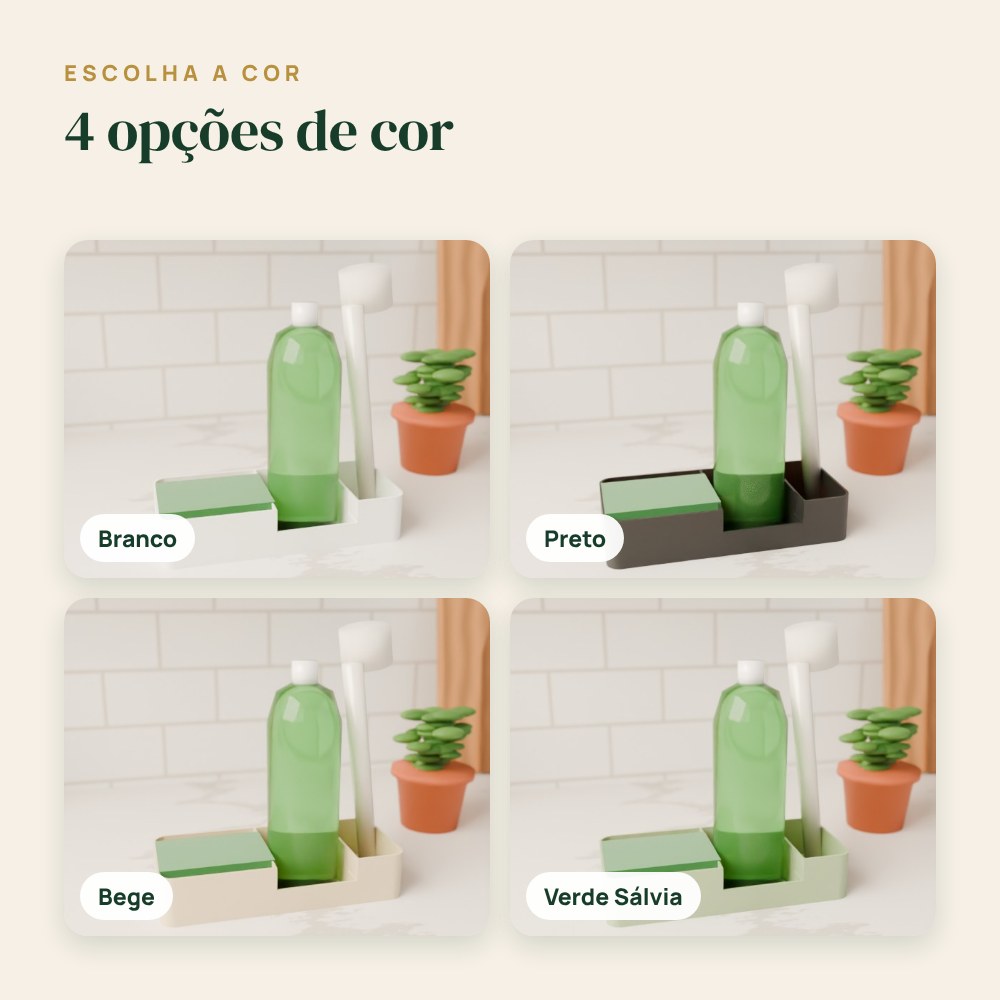 ESCOLHA A COR
4 opções de cor
Branco
Preto
Bege
Verde Sálvia